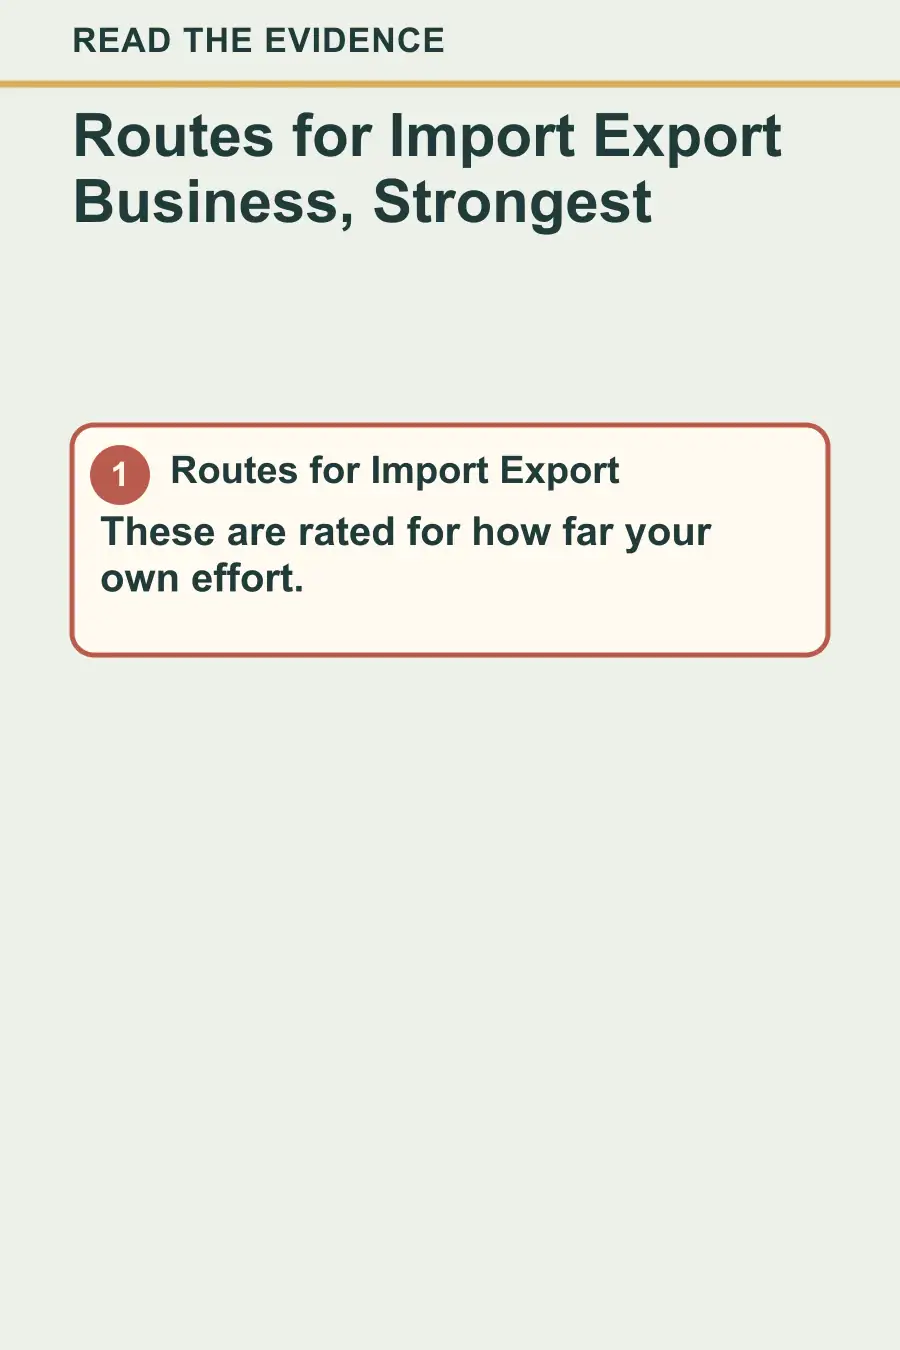 READ THE EVIDENCE
Routes for Import Export
Business, Strongest
1 Routes for Import Export
These are rated for how far your
own effort.